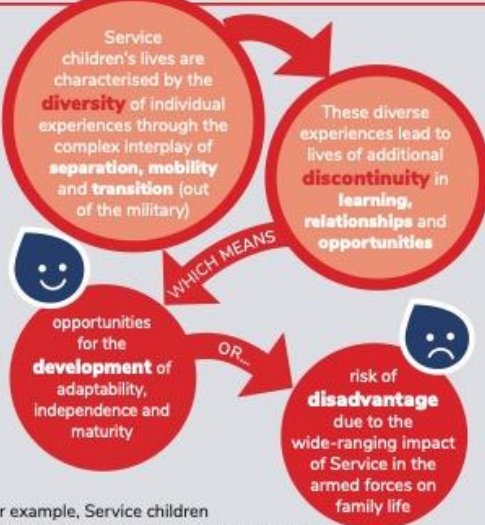 Service
children's lives are
characterised by the
diversity of individual
experiences through the
complex interplay of
separation, mobility
and transition (out
of the military)
These diverse
experiences lead to
lives of additional
discontinuity in
learning,
relationships and
opportunities
WHICH MEANS
opportunities
for the
development of
adaptability,
independence and
maturity
OR...
risk of
disadvantage
due to the
wide-ranging impact
of Service in the
armed forces on
family life
example, Service children